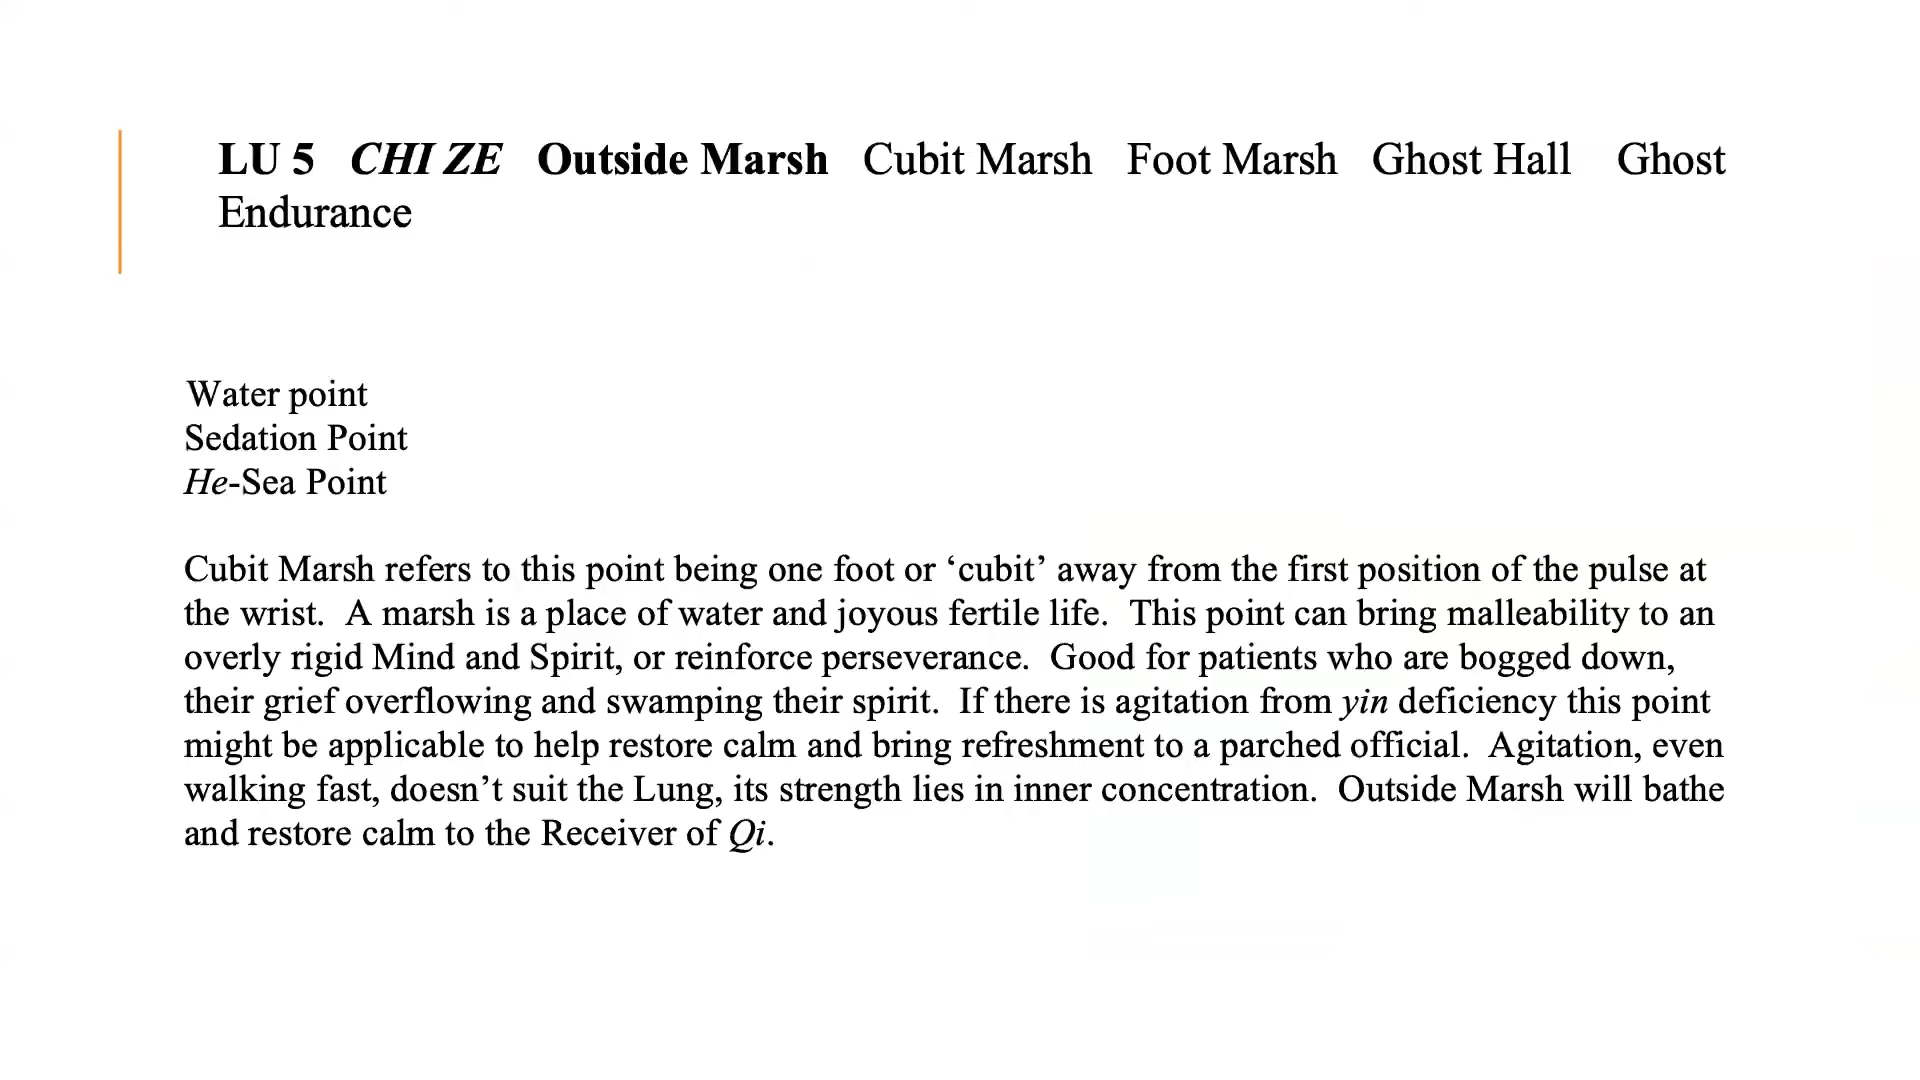 LU 5 CHI ZE Outside Marsh Cubit Marsh Foot Marsh Ghost Hall Ghost
Endurance
Water point
Sedation Point
He-Sea Point
Cubit Marsh refers to this point being one foot or ‘cubit’ away from the first position of the pulse at
the wrist.  A marsh is a place of water and joyous fertile life.  This point can bring malleability to an
overly rigid Mind and Spirit, or reinforce perseverance.  Good for patients who are bogged down,
their grief overflowing and swamping their spirit.  If there is agitation from yin deficiency this point
might be applicable to help restore calm and bring refreshment to a parched official.  Agitation, even
walking fast, doesn’t suit the Lung, its strength lies in inner concentration.  Outside Marsh will bathe
and restore calm to the Receiver of Qi.